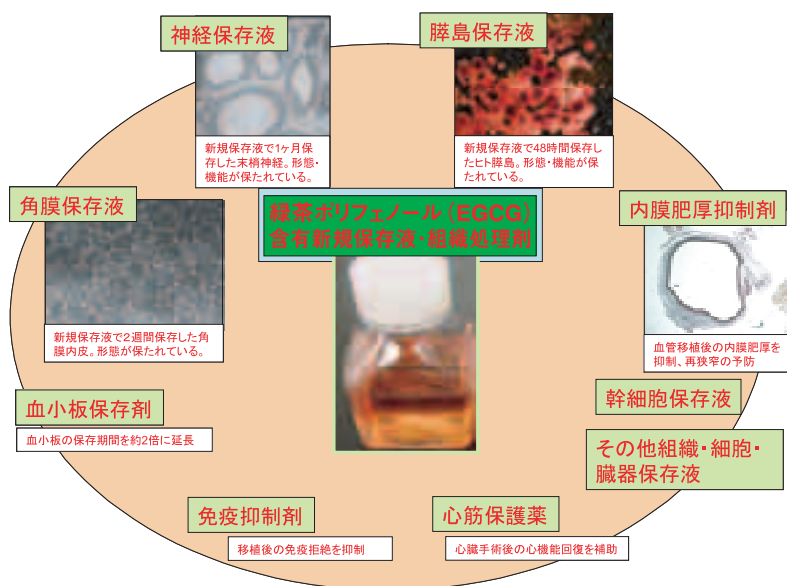 神経保存液
新規保存液で1ヶ月保
存した末梢神経。形態・
機能が保たれている。
膵島保存液
新規保存液で48時間保存し
たヒト膵島。形態・機能が保
たれている。
角膜保存液
新規保存液で2週間保存した角
膜内皮。形態が保たれている。
緑茶ポリフェノール(EGCG)
含有新規保存液・組織処理剤
内膜肥厚抑制剤
血管移植後の内膜肥厚を
抑制、再狭窄の予防
血小板保存剤
血小板の保存期間を約2倍に延長
幹細胞保存液
その他組織・細胞・
臓器保存液
免疫抑制剤
移植後の免疫拒絶を抑制
心筋保護薬
心臓手術後の心機能回復を補助